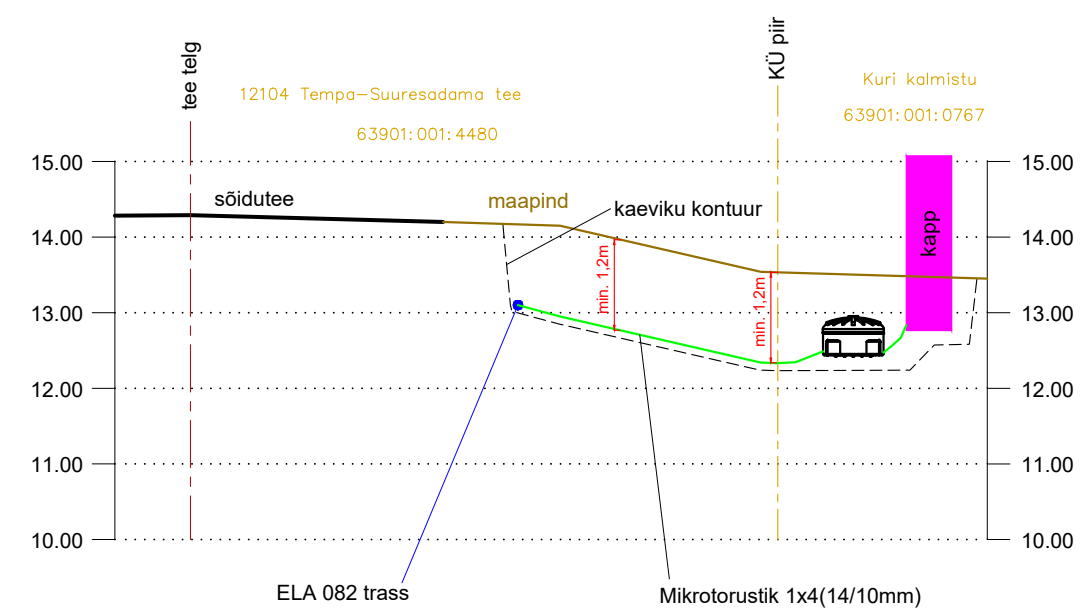 tee telg
KÜ piir
12104 Tempa-Suuresadama tee
63901:001:4480
Kuri kalmistu
63901:001:0767
15.00
15.00
sõidutee
maapind
kaeviku kontuur
kapp
14.00
14.00
min. 1,2m
min. 1,2m
13.00
13.00
12.00
12.00
11.00
11.00
10.00
10.00
ELA 082 trass
Mikrotorustik 1x4(14/10mm)